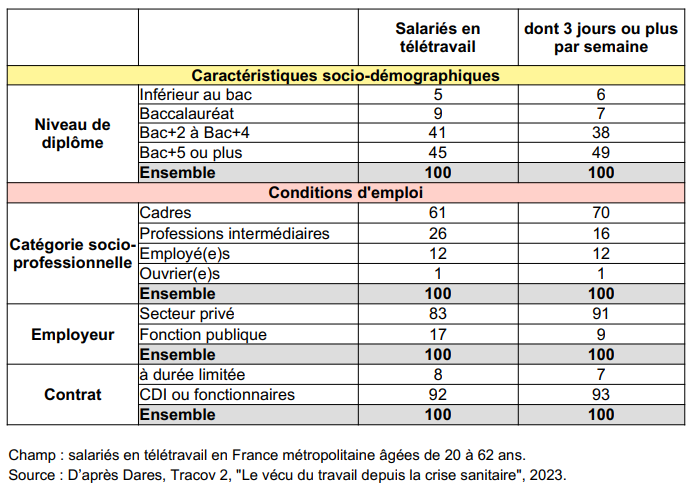 Salariés en télétravail
dont 3 jours ou plus par semaine
Caractéristiques socio-démographiques
Niveau de diplôme
Inférieur au bac 5 6
Baccalauréat 9 7
Bac+2 à Bac+4 41 38
Bac+5 ou plus 45 49
Ensemble 100 100
Conditions d'emploi
Catégorie socio-professionnelle
Cadres 61 70
Professions intermédiaires 26 16
Employé(e)s 12 12
Ouvrier(e)s 1 1
Ensemble 100 100
Employeur
Secteur privé 83 91
Fonction publique 17 9
Ensemble 100 100
Contrat
à durée limitée 8 7
CDI ou fonctionnaires 92 93
Ensemble 100 100
Champ : salariés en télétravail en France métropolitaine âgées de 20 à 62 ans.
Source : D'après Dares, Tracov 2, "Le vécu du travail depuis la crise sanitaire", 2023.